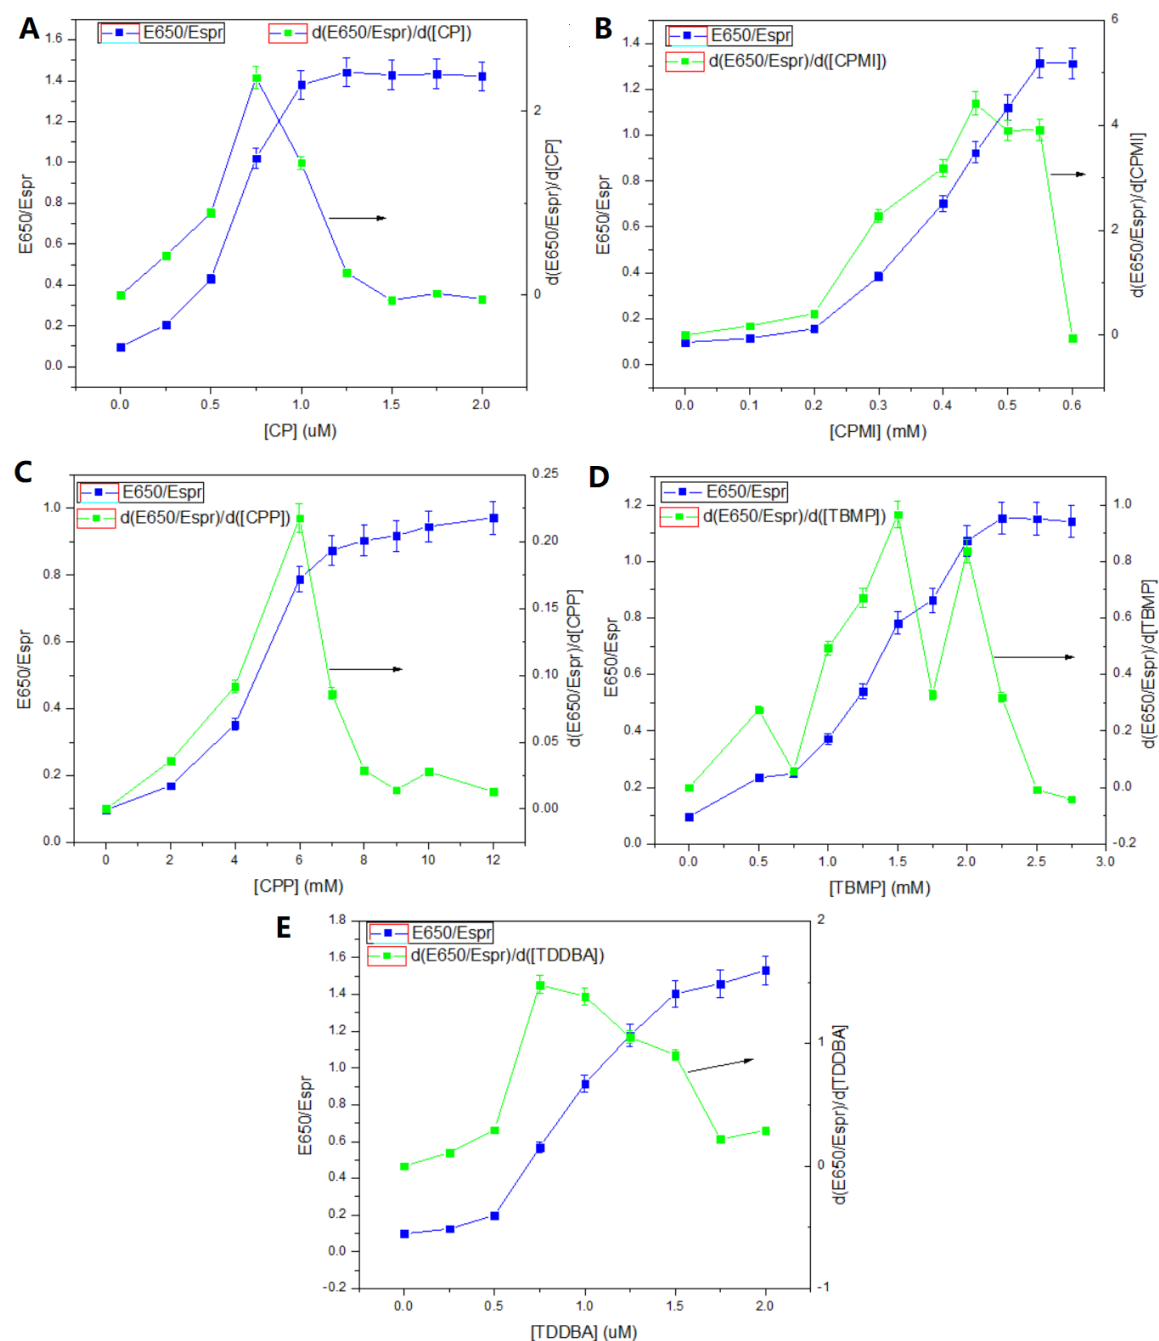 A
E650/Espr
d(E650/Espr)/d([CP])
1.6
1.4
1.2
1.0
0.8
0.6
0.4
0.2
0.0
E650/Espr
2
0
d(E650/Espr)/d[CP]
0.0 0.5 1.0 1.5 2.0
[CP] (uM)
B
E650/Espr
d(E650/Espr)/d([CPMI])
1.4
1.2
1.0
0.8
0.6
0.4
0.2
0.0
E650/Espr
6
4
2
0
d(E650/Espr)/d[CPMI]
0.0 0.1 0.2 0.3 0.4 0.5 0.6
[CPMI] (mM)
C
E650/Espr
d(E650/Espr)/d([CPP])
1.0
0.8
0.6
0.4
0.2
0.0
E650/Espr
0.25
0.20
0.15
0.10
0.05
0.00
d(E650/Espr)/d[CPP]
0 2 4 6 8 10 12
[CPP] (mM)
D
E650/Espr
d(E650/Espr)/d([TBMP])
1.2
1.0
0.8
0.6
0.4
0.2
0.0
E650/Espr
1.0
0.8
0.6
0.4
0.2
0.0
-0.2
d(E650/Espr)/d[TBMP]
0.0 0.5 1.0 1.5 2.0 2.5 3.0
[TBMP] (mM)
E
E650/Espr
d(E650/Espr)/d([TDDBA])
1.8
1.6
1.4
1.2
1.0
0.8
0.6
0.4
0.2
0.0
-0.2
E650/Espr
2
1
0
-1
d(E650/Espr)/d[TDDBA]
0.0 0.5 1.0 1.5 2.0
[TDDBA] (uM)